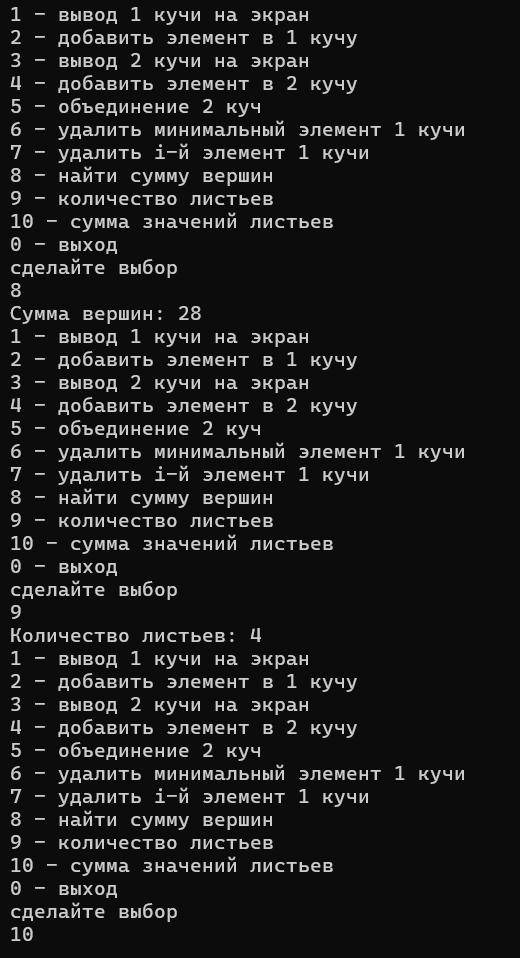 1 - вывод 1 кучи на экран
2 - добавить элемент в 1 кучу
3 - вывод 2 кучи на экран
4 - добавить элемент в 2 кучу
5 - объединение 2 куч
6 - удалить минимальный элемент 1 кучи
7 - удалить i-й элемент 1 кучи
8 - найти сумму вершин
9 - количество листьев
10 - сумма значений листьев
0 - выход
сделайте выбор
8
Сумма вершин: 28
1 - вывод 1 кучи на экран
2 - добавить элемент в 1 кучу
3 - вывод 2 кучи на экран
4 - добавить элемент в 2 кучу
5 - объединение 2 куч
6 - удалить минимальный элемент 1 кучи
7 - удалить i-й элемент 1 кучи
8 - найти сумму вершин
9 - количество листьев
10 - сумма значений листьев
0 - выход
сделайте выбор
9
Количество листьев: 4
1 - вывод 1 кучи на экран
2 - добавить элемент в 1 кучу
3 - вывод 2 кучи на экран
4 - добавить элемент в 2 кучу
5 - объединение 2 куч
6 - удалить минимальный элемент 1 кучи
7 - удалить i-й элемент 1 кучи
8 - найти сумму вершин
9 - количество листьев
10 - сумма значений листьев
0 - выход
сделайте выбор
10